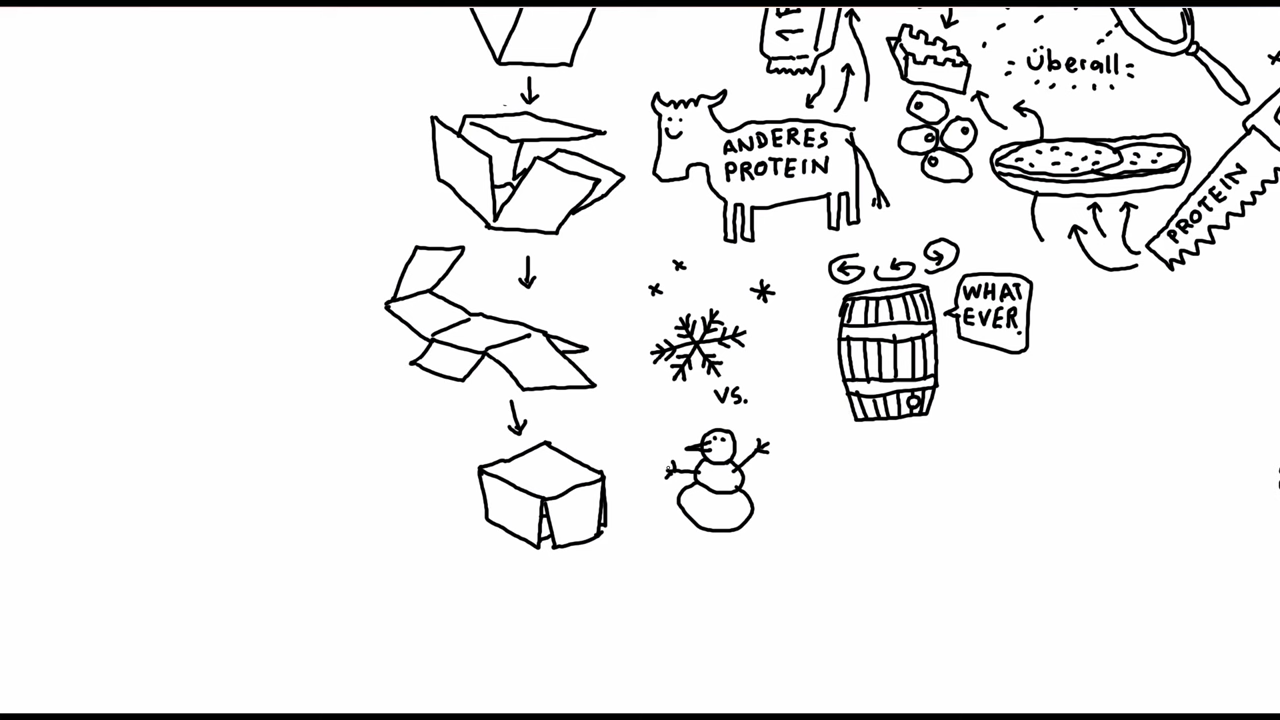 Überall
ANDERES
PROTEIN
PROTEIN
WHAT
EVER.
vs.